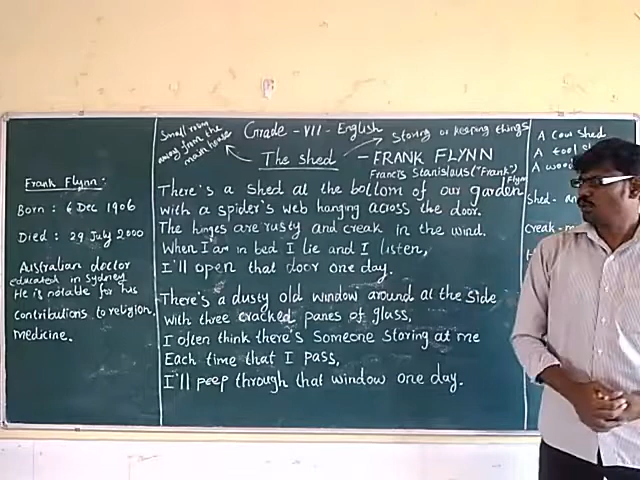 Grade - VII - English
Small room
away from the
main house
Storing or keeping things
The shed
- FRANK FLYNN
Francis Stanislaus ("Frank")
Flynn
Frank Flynn :
Born : 6 Dec 1906
Died : 29 July 2000
Australian doctor
educated in Sydney
He is notable for his
contributions to religion,
medicine.
There's a shed at the bottom of our garden
with a spider's web hanging across the door.
The hinges are rusty and creak in the wind.
When I am in bed I lie and I listen,
I'll open that door one day.
There's a dusty old window around at the side
with three cracked panes of glass,
I often think there's someone staring at me
Each time that I pass,
I'll peep through that window one day.
A cow shed
A tool
A
shed -
creak -